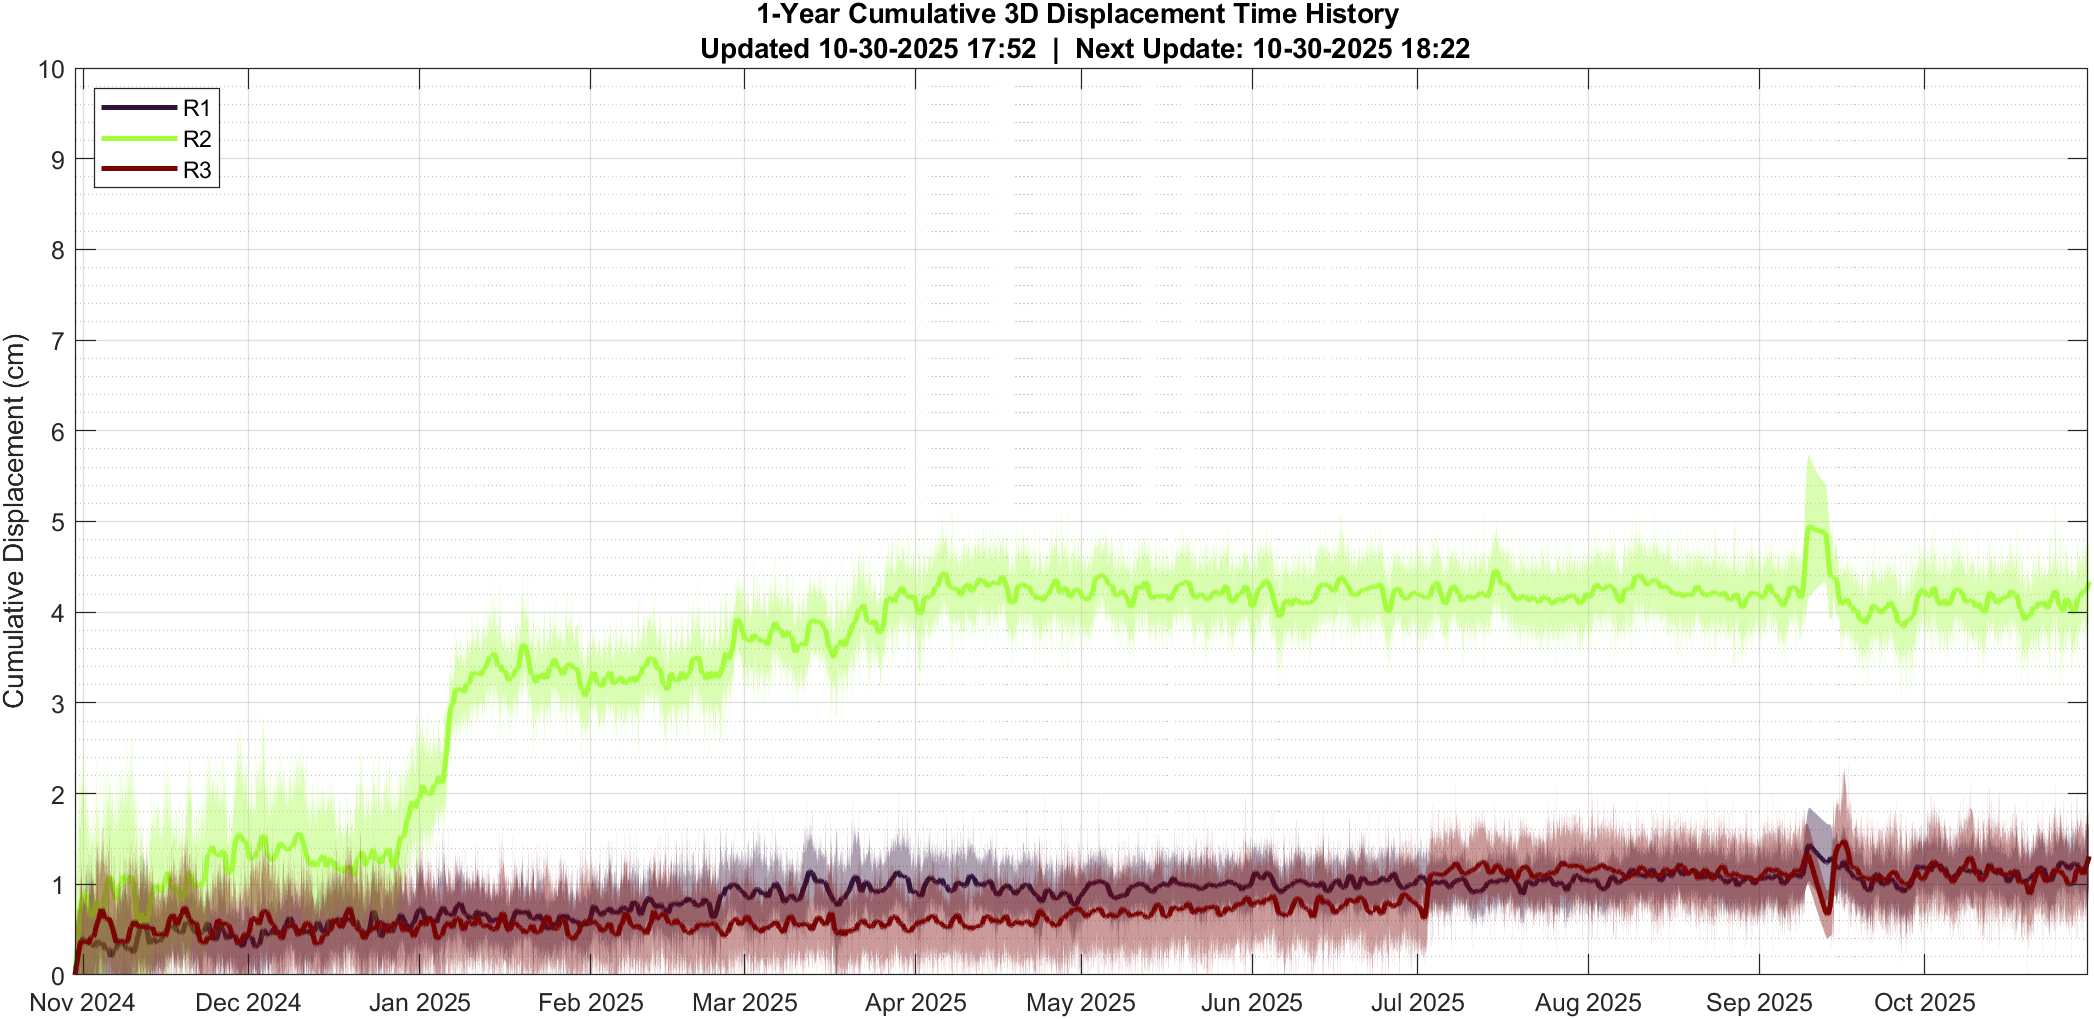 1-Year Cumulative 3D Displacement Time History
Updated 10-30-2025 17:52 | Next Update: 10-30-2025 18:22
R1
R2
R3
Cumulative Displacement (cm)
10
9
8
7
6
5
4
3
2
1
0
Nov 2024 Dec 2024 Jan 2025 Feb 2025 Mar 2025 Apr 2025 May 2025 Jun 2025 Jul 2025 Aug 2025 Sep 2025 Oct 2025